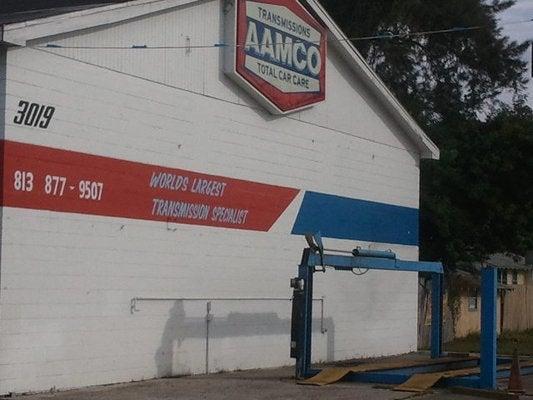 TRANSMISSIONS
AAMCO
TOTAL CAR CARE
3019
813 877-9507
WORLDS LARGEST
TRANSMISSION SPECIALIST